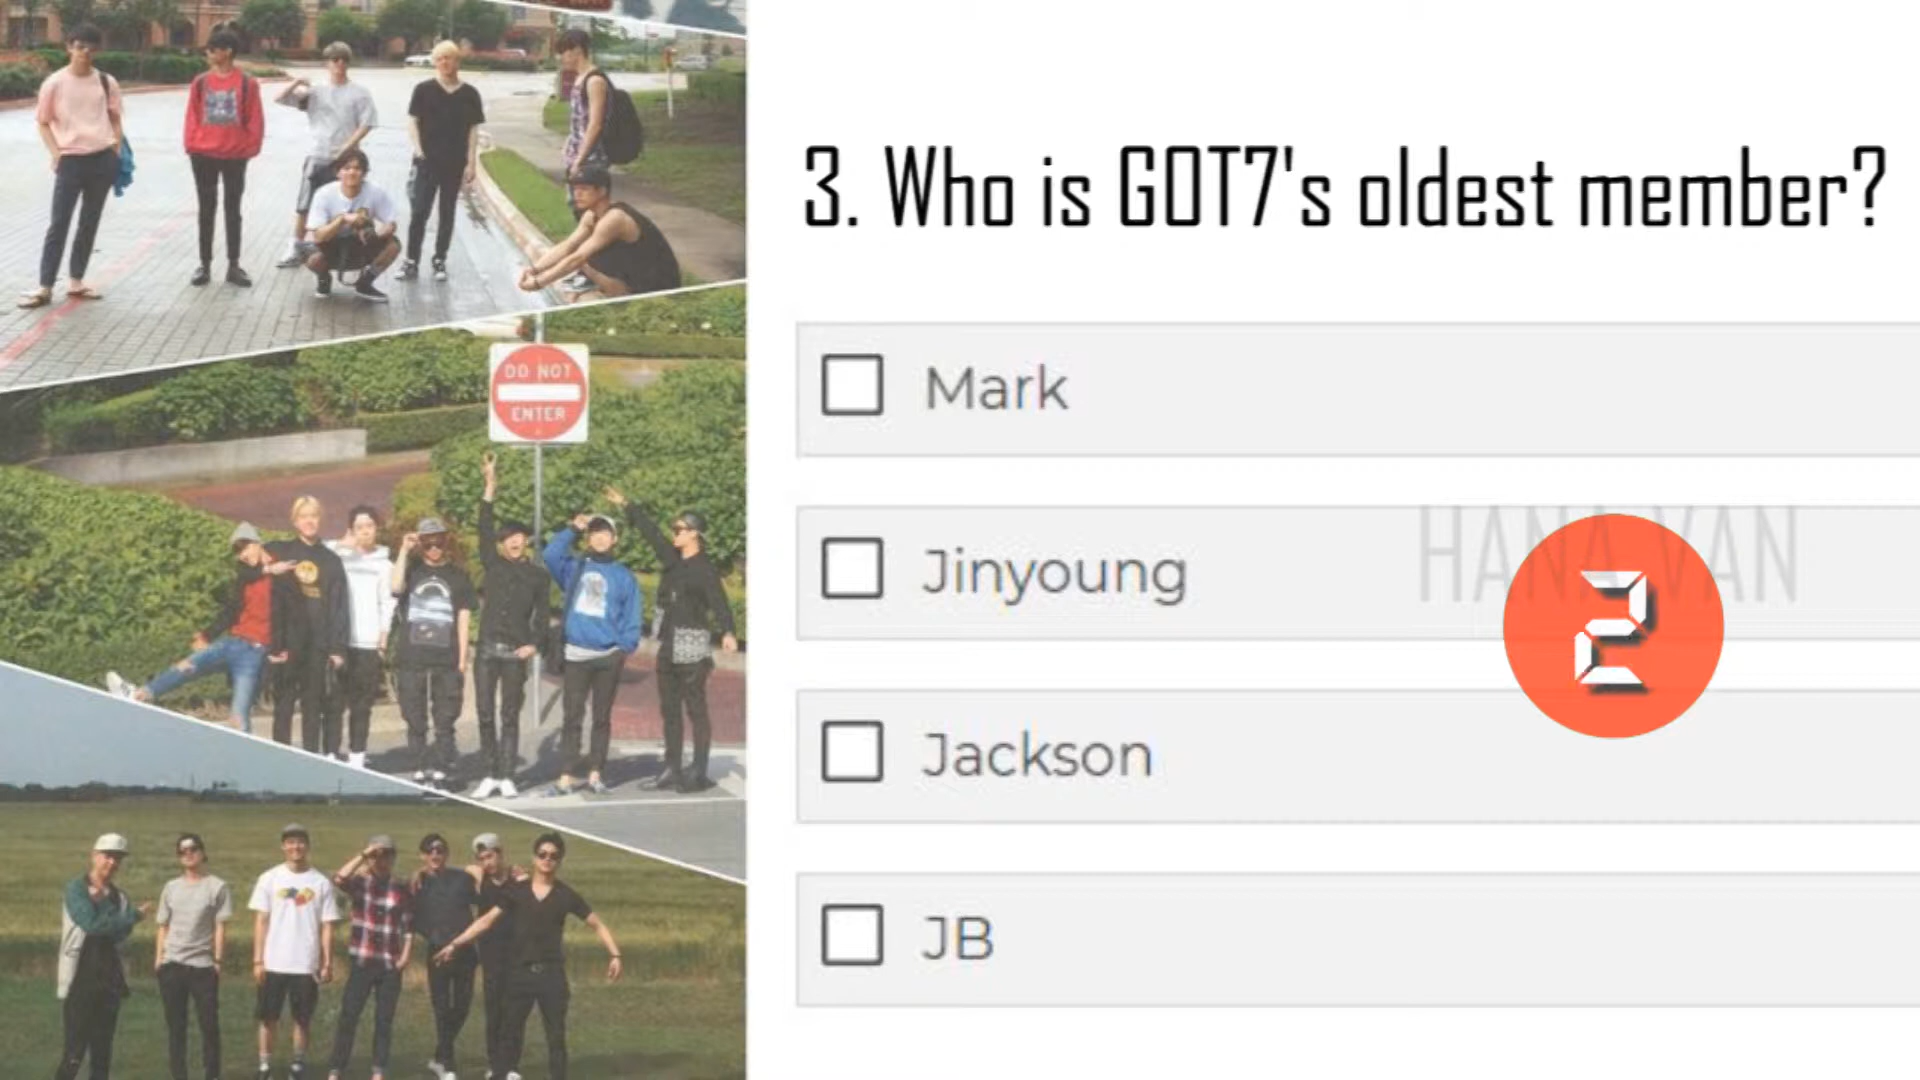 3. Who is GOT7's oldest member?
Mark
Jinyoung
HANA VAN
2
Jackson
JB
DO NOT
ENTER